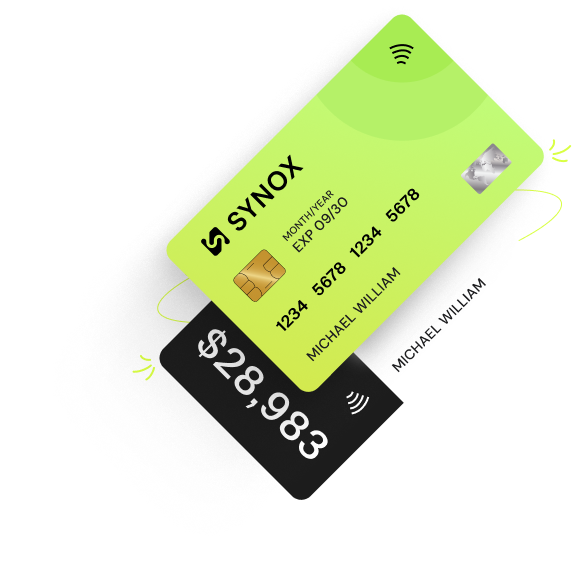 SYNOX
MONTH/YEAR
EXP 09/30
1234 5678 1234 5678
MICHAEL WILLIAM
MICHAEL WILLIAM
$28,983